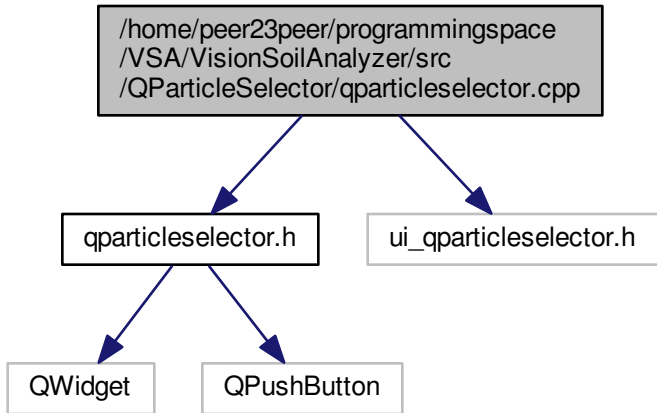 /home/peer23peer/programmingspace
/VSA/VisionSoilAnalyzer/src
/QParticleSelector/qparticleselector.cpp
qparticleselector.h
ui_qparticleselector.h
QWidget
QPushButton